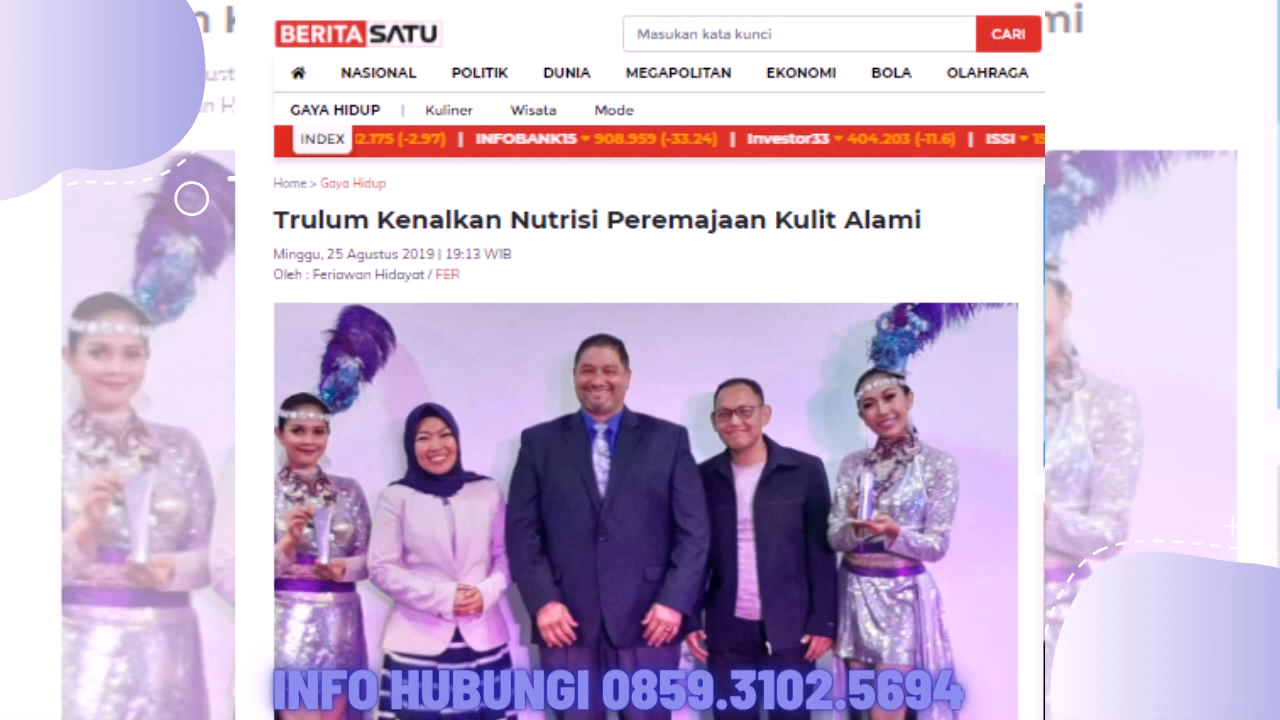 BERITA SATU
Masukan kata kunci CARI
NASIONAL POLITIK DUNIA MEGAPOLITAN EKONOMI BOLA OLAHRAGA
GAYA HIDUP | Kuliner Wisata Mode
INDEX 2.175 (-2.97) | INFOBANK15 908.959 (-33.24) | Investor33 404.203 (-11.6) | ISSI
Home > Gaya Hidup
Trulum Kenalkan Nutrisi Peremajaan Kulit Alami
Minggu, 25 Agustus 2019 | 19:13 WIB
Oleh : Feriawan Hidayat / FER
INFO HUBUNGI 0859.3102.5694